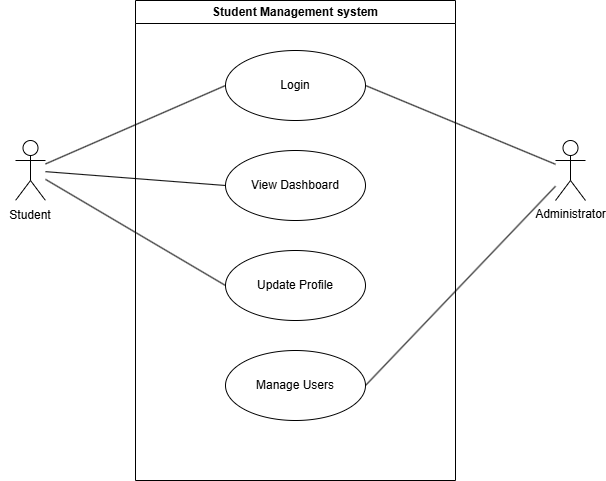 Student Management system
Login
View Dashboard
Student
Administrator
Update Profile
Manage Users